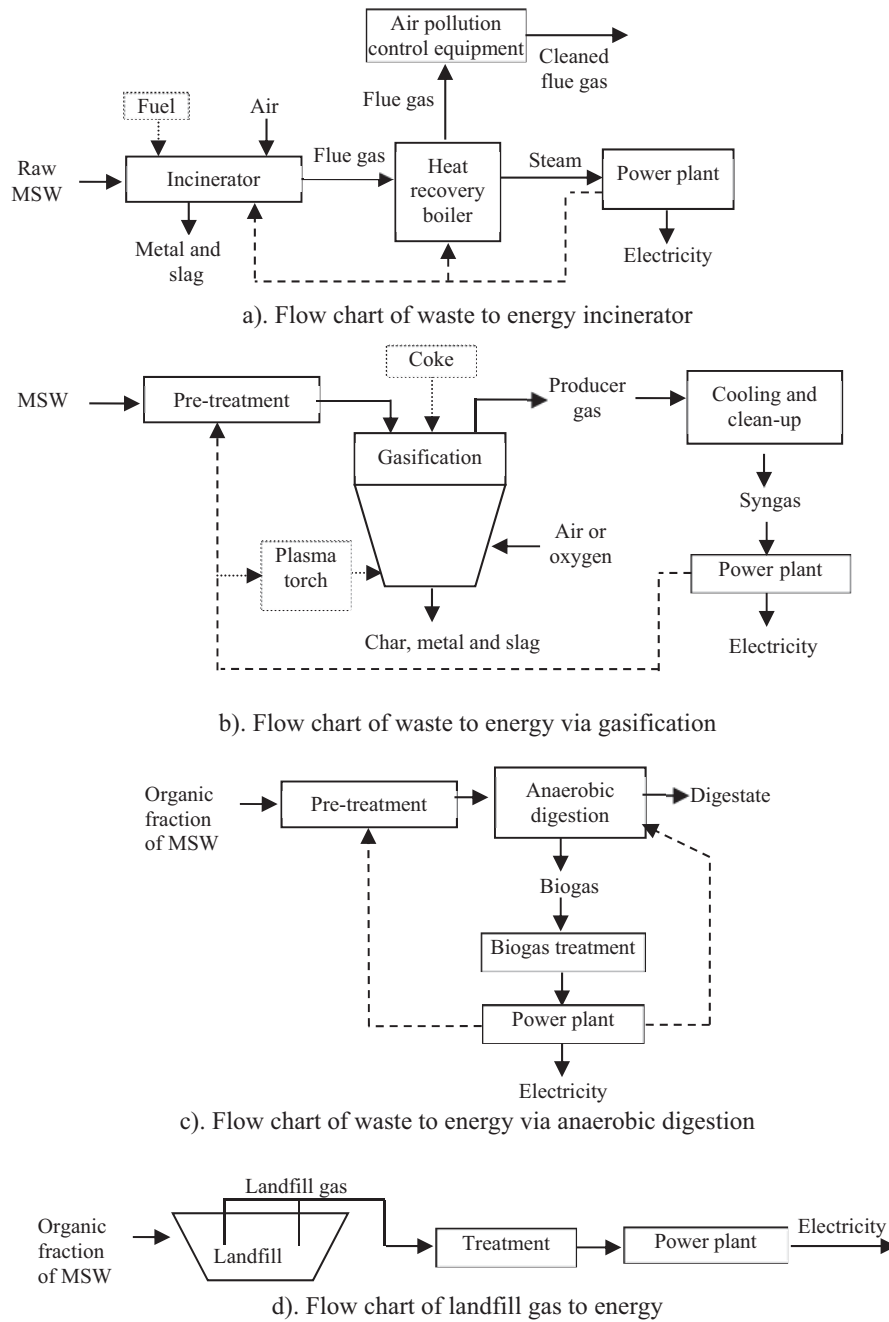 Air pollution
control equipment
Cleaned
flue gas
Flue gas
Fuel
Air
Raw
MSW
Incinerator
Flue gas
Heat
recovery
boiler
Steam
Power plant
Metal and
slag
Electricity
a). Flow chart of waste to energy incinerator
Coke
MSW
Pre-treatment
Producer
gas
Cooling and
clean-up
Gasification
Syngas
Plasma
torch
Air or
oxygen
Power plant
Char, metal and slag
Electricity
b). Flow chart of waste to energy via gasification
Organic
fraction
of MSW
Pre-treatment
Anaerobic
digestion
Digestate
Biogas
Biogas treatment
Power plant
Electricity
c). Flow chart of waste to energy via anaerobic digestion
Landfill gas
Organic
fraction
of MSW
Landfill
Treatment
Power plant
Electricity
d). Flow chart of landfill gas to energy